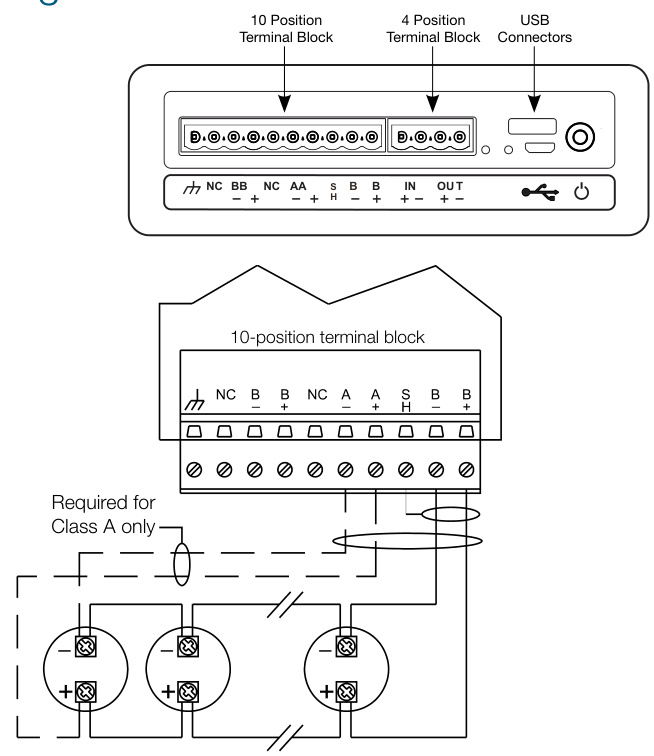 10 Position
Terminal Block
4 Position
Terminal Block
USB
Connectors
NC BB NC AA S H B B IN OUT
− + − + − + + − + −
10-position terminal block
NC B B NC A A S H B B
− + − + − +
Required for
Class A only
− − −
+ + +